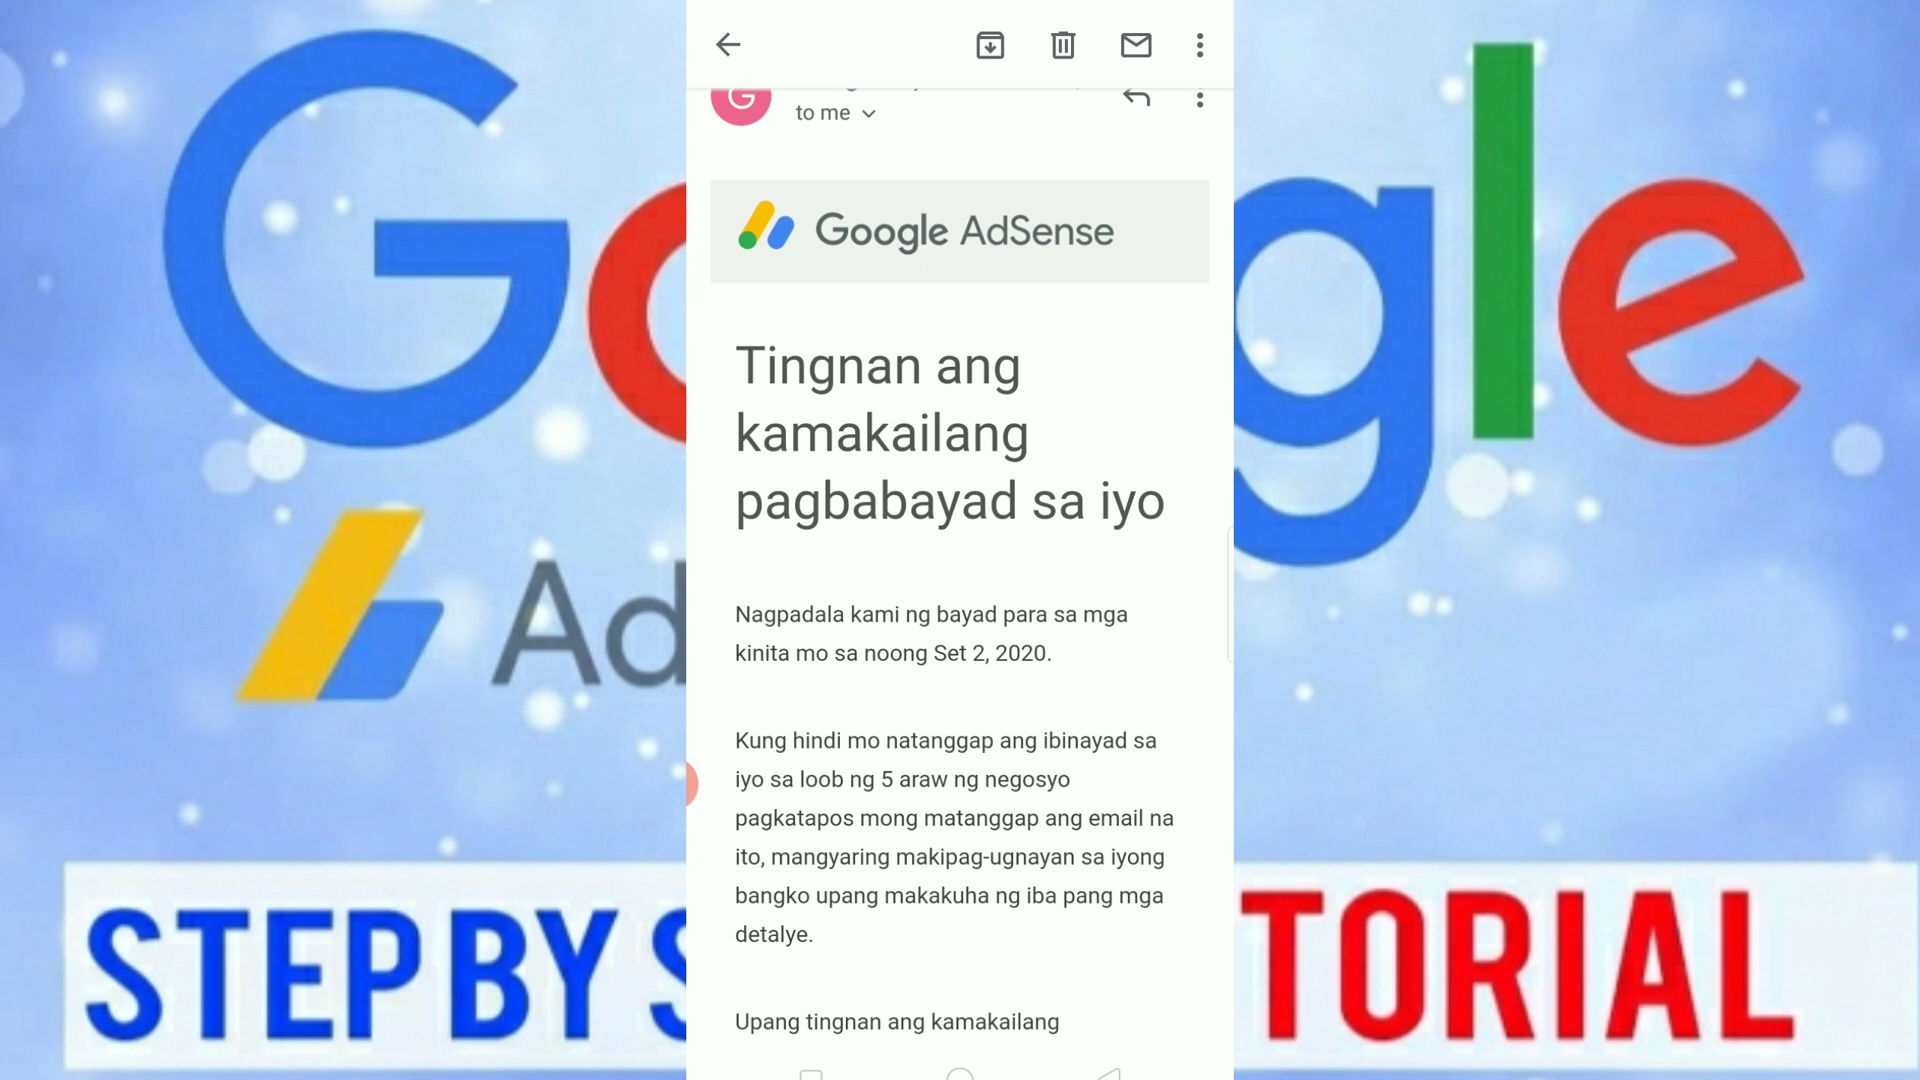 Google
G
to me
Google AdSense
Tingnan ang
kamakailang
pagbabayad sa iyo
Ad
Nagpadala kami ng bayad para sa mga
kinita mo sa noong Set 2, 2020.
Kung hindi mo natanggap ang ibinayad sa
iyo sa loob ng 5 araw ng negosyo
pagkatapos mong matanggap ang email na
ito, mangyaring makipag-ugnayan sa iyong
bangko upang makakuha ng iba pang mga
detalye.
STEP BY S TORIAL
Upang tingnan ang kamakailang